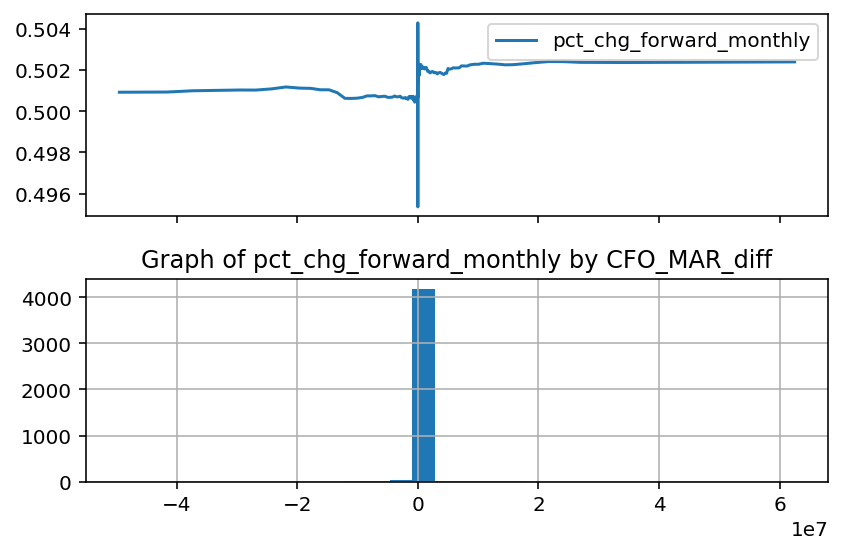 0.504
0.502
0.500
0.498
0.496
pct_chg_forward_monthly
Graph of pct_chg_forward_monthly by CFO_MAR_diff
4000
3000
2000
1000
0
−4 −2 0 2 4 6
1e7